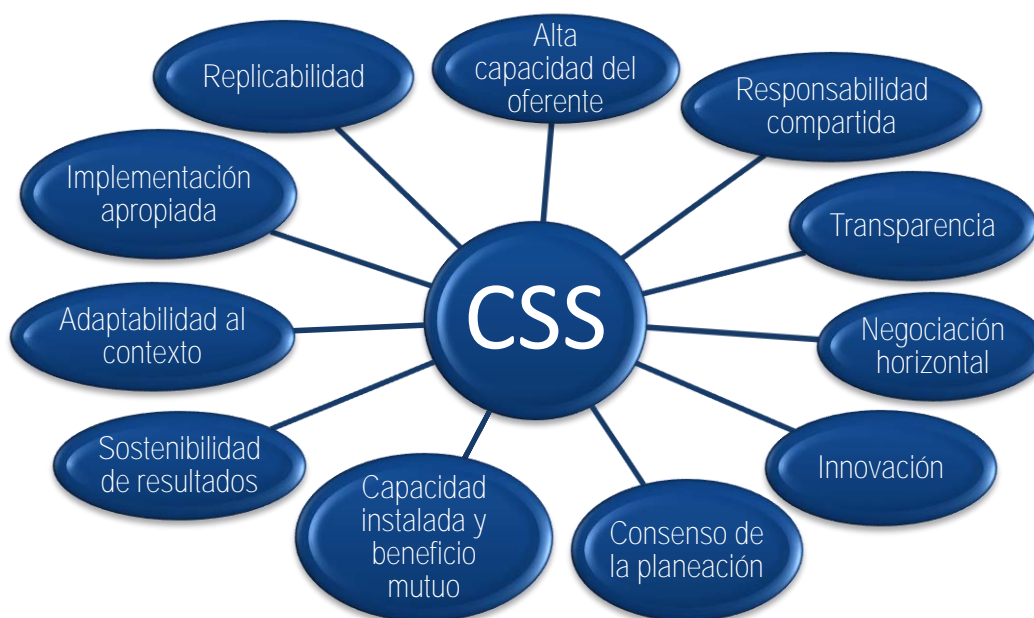 Alta
capacidad del
oferente
Responsabilidad
compartida
Transparencia
Negociación
horizontal
Innovación
Consenso de
la planeación
Capacidad
instalada y
beneficio
mutuo
Sostenibilidad
de resultados
Adaptabilidad al
contexto
Implementación
apropiada
Replicabilidad
CSS